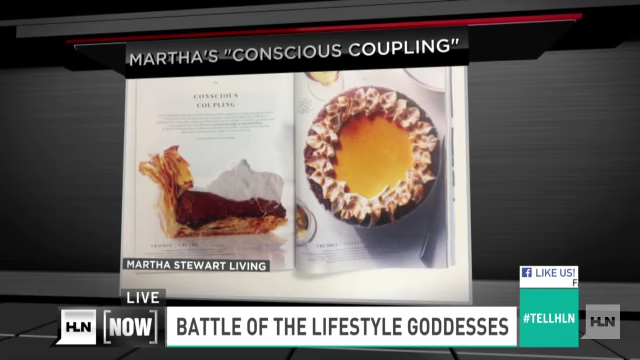 MARTHA'S "CONSCIOUS COUPLING"
CONSCIOUS
COUPLING
MARTHA STEWART LIVING
LIVE
HLN
[NOW]
BATTLE OF THE LIFESTYLE GODDESSES
f LIKE US!
F
#TELLHLN
HLN